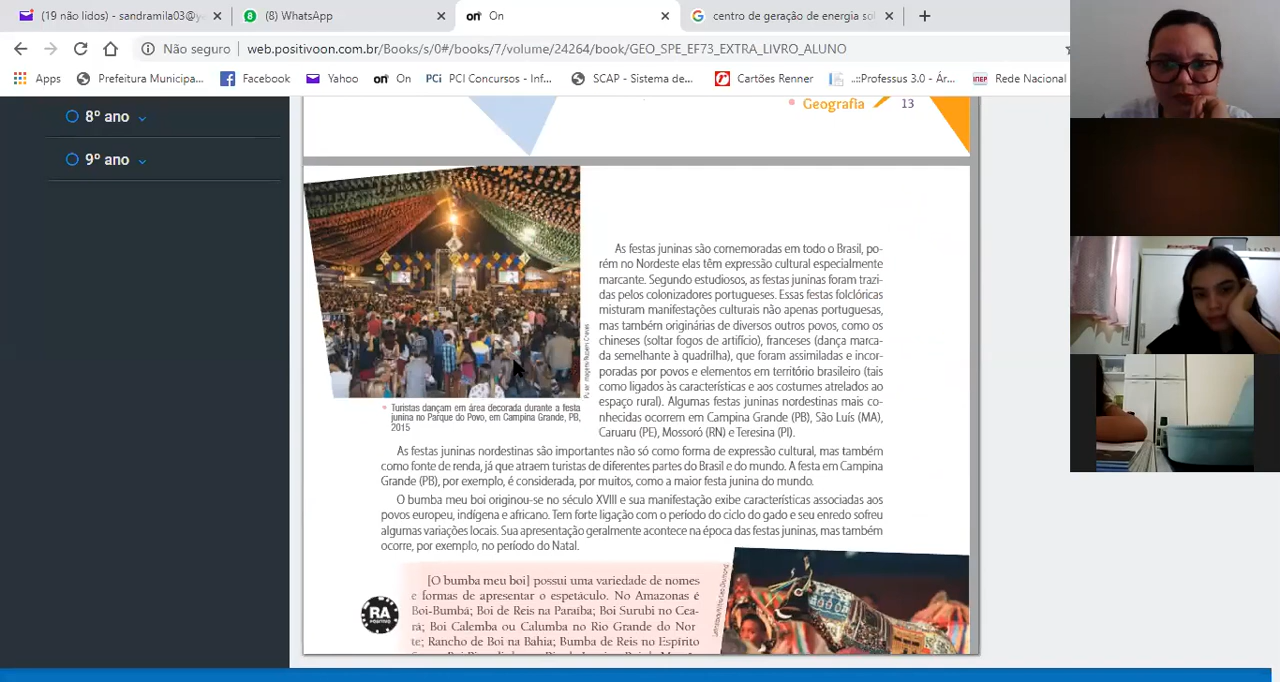 (19 não lidos) - sandramila03@y
(8) WhatsApp
On
centro de geração de energia sol
Não seguro
web.positivoon.com.br/Books/s/0#/books/7/volume/24264/book/GEO_SPE_EF73_EXTRA_LIVRO_ALUNO
Apps
Prefeitura Municipa...
Facebook
Yahoo
On
PCI Concursos - Inf...
SCAP - Sistema de...
Cartões Renner
..::Professus 3.0 - Ár...
Rede Nacional
8º ano
9º ano
Geografia 13
As festas juninas são comemoradas em todo o Brasil, po-
rém no Nordeste elas têm expressão cultural especialmente
marcante. Segundo estudiosos, as festas juninas foram trazi-
das pelos colonizadores portugueses. Essas festas folclóricas
misturam manifestações culturais não apenas portuguesas,
mas também originárias de diversos outros povos, como os
chineses (soltar fogos de artifício), franceses (dança marca-
da semelhante à quadrilha), que foram assimiladas e incor-
poradas por povos e elementos em território brasileiro (tais
como ligados às características e aos costumes atrelados ao
espaço rural). Algumas festas juninas nordestinas mais co-
nhecidas ocorrem em Campina Grande (PB), São Luís (MA),
Caruaru (PE), Mossoró (RN) e Teresina (PI).
Turistas dançam em área decorada durante a festa
junina no Parque do Povo, em Campina Grande, PB,
2015
As festas juninas nordestinas são importantes não só como forma de expressão cultural, mas também
como fonte de renda, já que atraem turistas de diferentes partes do Brasil e do mundo. A festa em Campina
Grande (PB), por exemplo, é considerada, por muitos, como a maior festa junina do mundo.
O bumba meu boi originou-se no século XVIII e sua manifestação exibe características associadas aos
povos europeu, indígena e africano. Tem forte ligação com o período do ciclo do gado e seu enredo sofreu
algumas variações locais. Sua apresentação geralmente acontece na época das festas juninas, mas também
ocorre, por exemplo, no período do Natal.
[O bumba meu boi] possui uma variedade de nomes
e formas de apresentar o espetáculo. No Amazonas é
Boi-Bumbá; Boi de Reis na Paraíba; Boi Surubi no Cea-
rá; Boi Calemba ou Calumba no Rio Grande do Nor
te; Rancho de Boi na Bahia; Bumba de Reis no Espírito
RA
POSITIVO